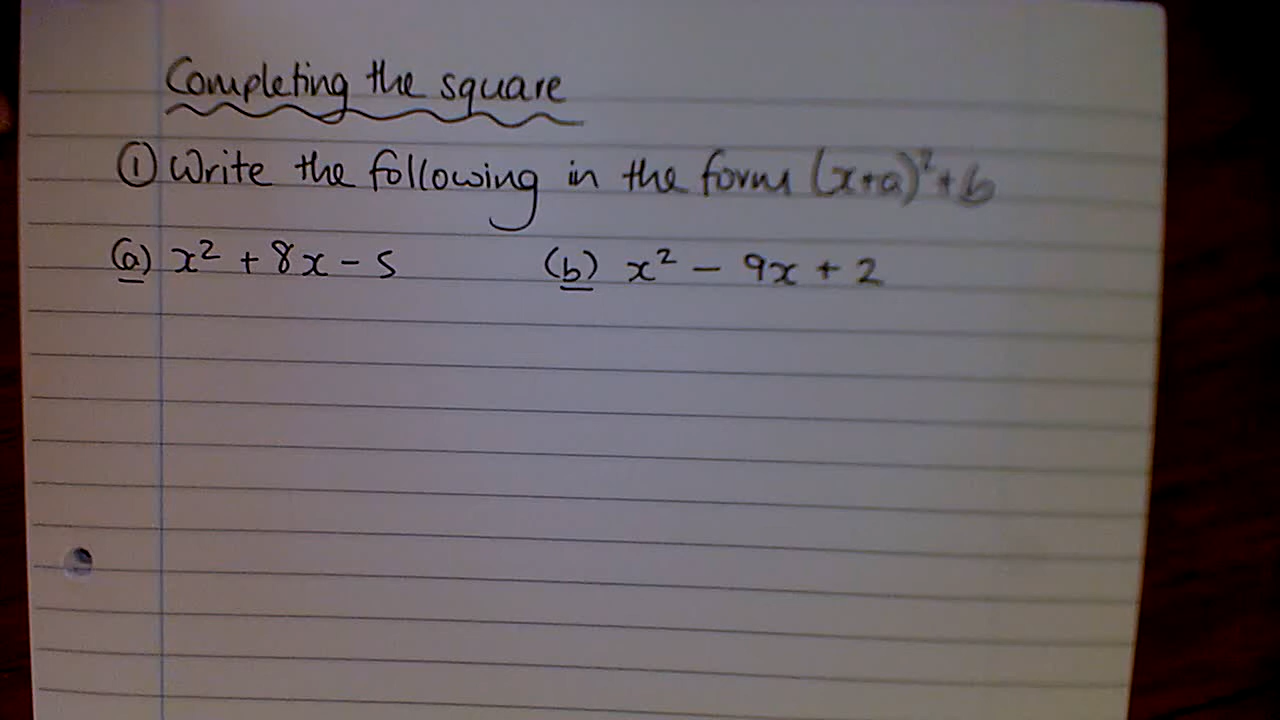 Completing the square
① Write the following in the form (x+a)² + b
(a) x² + 8x - 5 (b) x² - 9x + 2